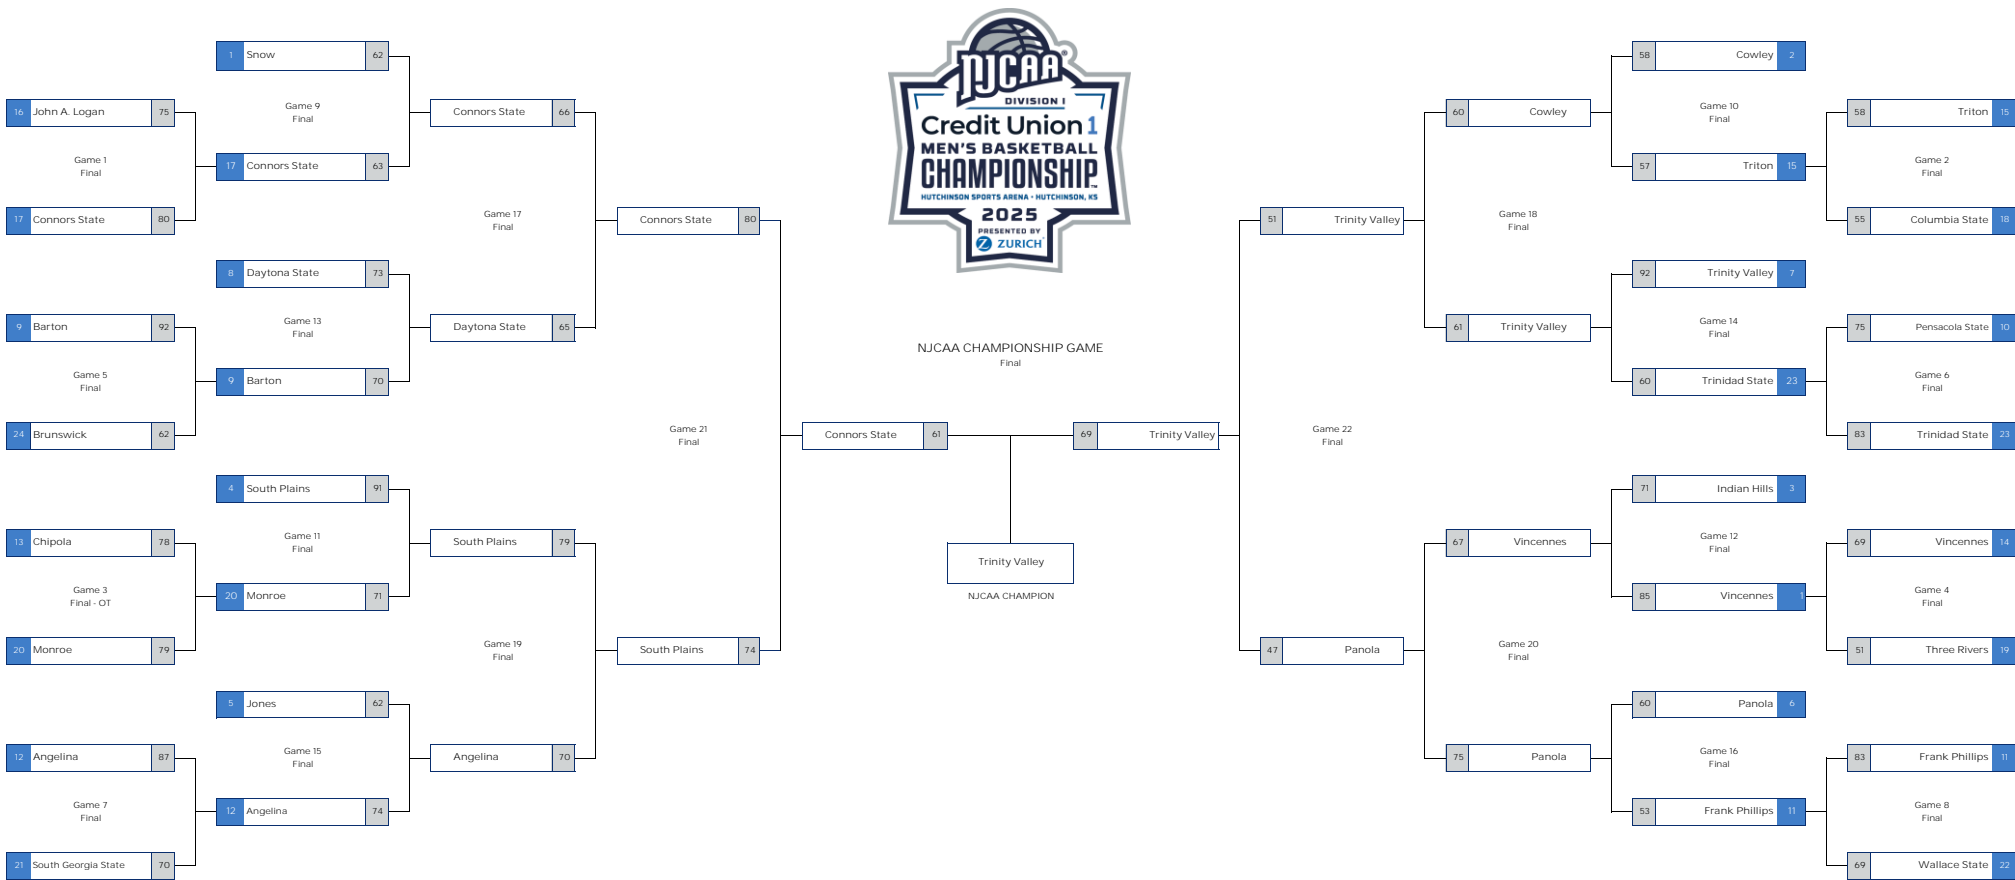 NJCAA
®
DIVISION I
Credit Union 1
MEN'S BASKETBALL
CHAMPIONSHIP™
HUTCHINSON SPORTS ARENA • HUTCHINSON, KS
2025
PRESENTED BY
Z ZURICH
16 John A. Logan 75
Game 1
Final
17 Connors State 80
9 Barton 92
Game 5
Final
24 Brunswick 62
13 Chipola 78
Game 3
Final - OT
20 Monroe 79
12 Angelina 87
Game 7
Final
21 South Georgia State 70
1 Snow 62
Game 9
Final
17 Connors State 63
8 Daytona State 73
Game 13
Final
9 Barton 70
4 South Plains 91
Game 11
Final
20 Monroe 71
5 Jones 62
Game 15
Final
12 Angelina 74
Connors State 66
Game 17
Final
Daytona State 65
South Plains 79
Game 19
Final
Angelina 70
Connors State 80
Game 21
Final
South Plains 74
NJCAA CHAMPIONSHIP GAME
Final
Connors State 61
69 Trinity Valley
Trinity Valley
NJCAA CHAMPION
51 Trinity Valley
Game 22
Final
47 Panola
60 Cowley
Game 18
Final
61 Trinity Valley
67 Vincennes
Game 20
Final
75 Panola
58 Cowley 2
Game 10
Final
57 Triton 15
92 Trinity Valley 7
Game 14
Final
60 Trinidad State 23
71 Indian Hills 3
Game 12
Final
85 Vincennes 1
60 Panola 6
Game 16
Final
53 Frank Phillips 11
58 Triton 15
Game 2
Final
55 Columbia State 18
75 Pensacola State 10
Game 6
Final
83 Trinidad State 23
69 Vincennes 14
Game 4
Final
51 Three Rivers 19
83 Frank Phillips 11
Game 8
Final
69 Wallace State 22